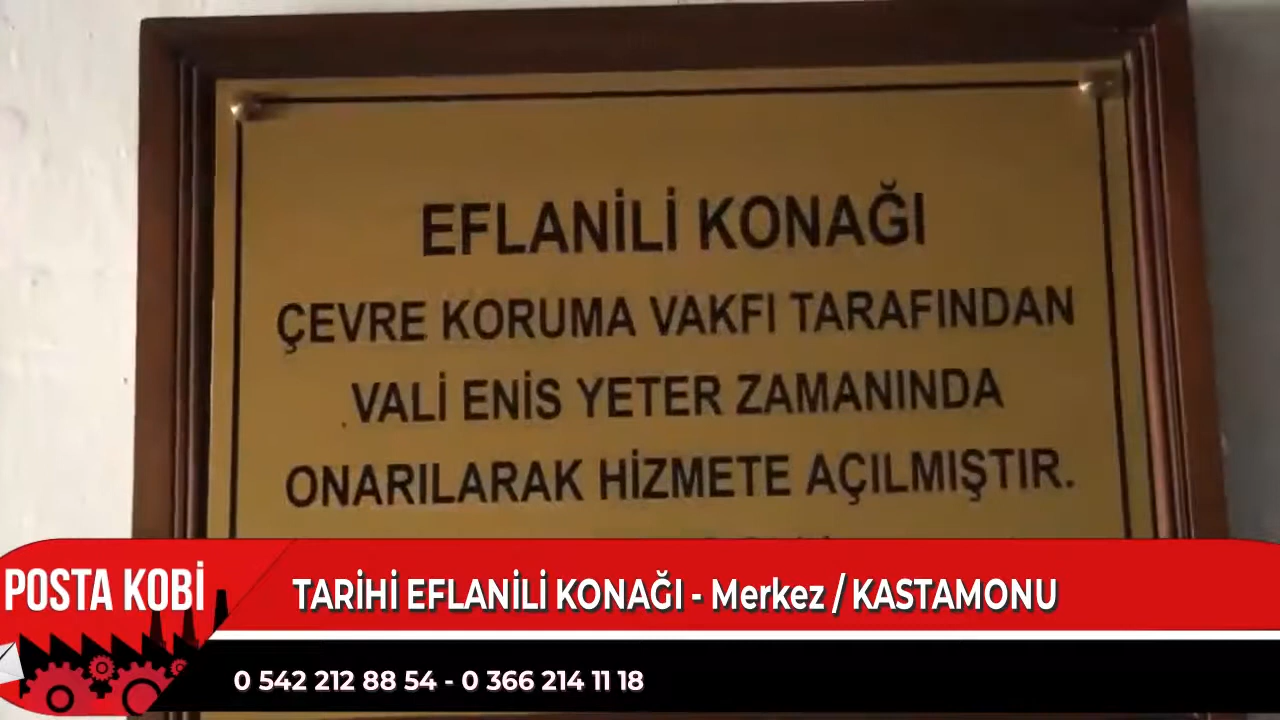 EFLANİLİ KONAĞI
ÇEVRE KORUMA VAKFI TARAFINDAN
VALİ ENİS YETER ZAMANINDA
ONARILARAK HİZMETE AÇILMIŞTIR.
POSTA KOBİ
TARİHİ EFLANİLİ KONAĞI - Merkez / KASTAMONU
0 542 212 88 54 - 0 366 214 11 18